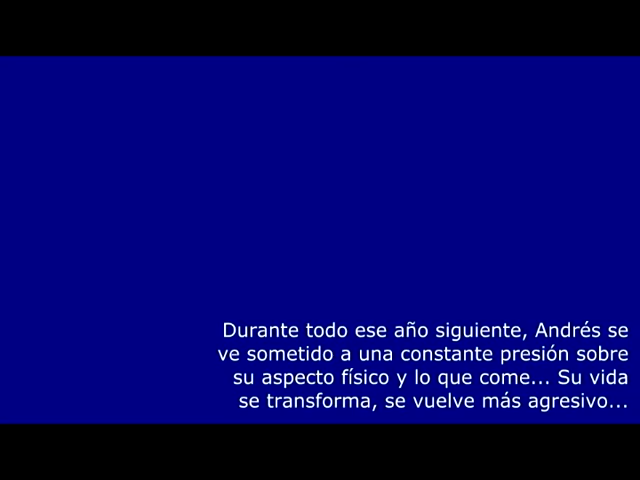 Durante todo ese año siguiente, Andrés se
ve sometido a una constante presión sobre
su aspecto físico y lo que come... Su vida
se transforma, se vuelve más agresivo...